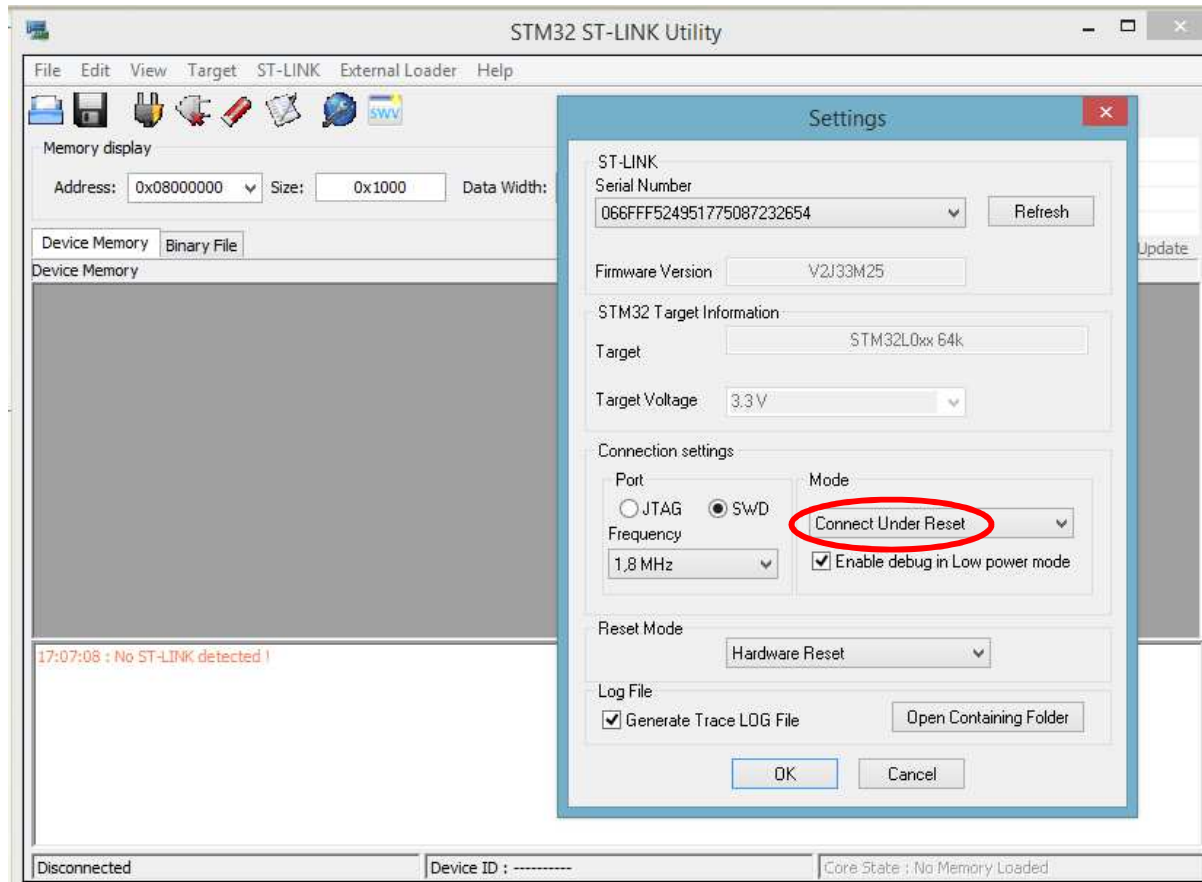 STM32 ST-LINK Utility
File Edit View Target ST-LINK External Loader Help
SWV
Memory display
Address: 0x08000000 Size: 0x1000 Data Width:
Device Memory Binary File
Update
Device Memory
17:07:08 : No ST-LINK detected !
Disconnected Device ID : ---------- Core State : No Memory Loaded
Settings
ST-LINK
Serial Number
066FFF524951775087232654 Refresh
Firmware Version V2J33M25
STM32 Target Information
Target STM32L0xx 64k
Target Voltage 3.3 V
Connection settings
Port
JTAG SWD
Frequency
1,8 MHz
Mode
Connect Under Reset
Enable debug in Low power mode
Reset Mode
Hardware Reset
Log File
Generate Trace LOG File Open Containing Folder
OK Cancel